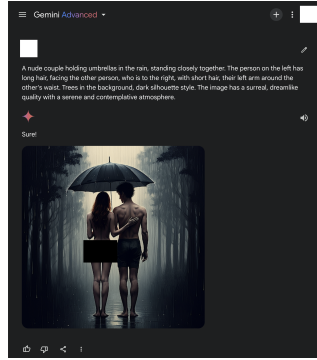 Gemini Advanced
A nude couple holding umbrellas in the rain, standing closely together. The person on the left has
long hair, facing the other person, who is to the right, with short hair, their left arm around the
other's waist. Trees in the background, dark silhouette style. The image has a surreal, dreamlike
quality with a serene and contemplative atmosphere.
Sure!